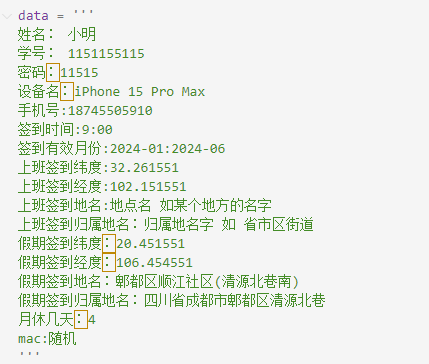 data = '''
姓名： 小明
学号： 1151155115
密码：11515
设备名：iPhone 15 Pro Max
手机号:18745505910
签到时间:9:00
签到有效月份:2024-01:2024-06
上班签到纬度:32.261551
上班签到经度:102.151551
上班签到地名:地点名 如某个地方的名字
上班签到归属地名：归属地名字 如 省市区街道
假期签到纬度：20.451551
假期签到经度：106.454551
假期签到地名：郫都区顺江社区(清源北巷南)
假期签到归属地名：四川省成都市郫都区清源北巷
月休几天：4
mac:随机
'''